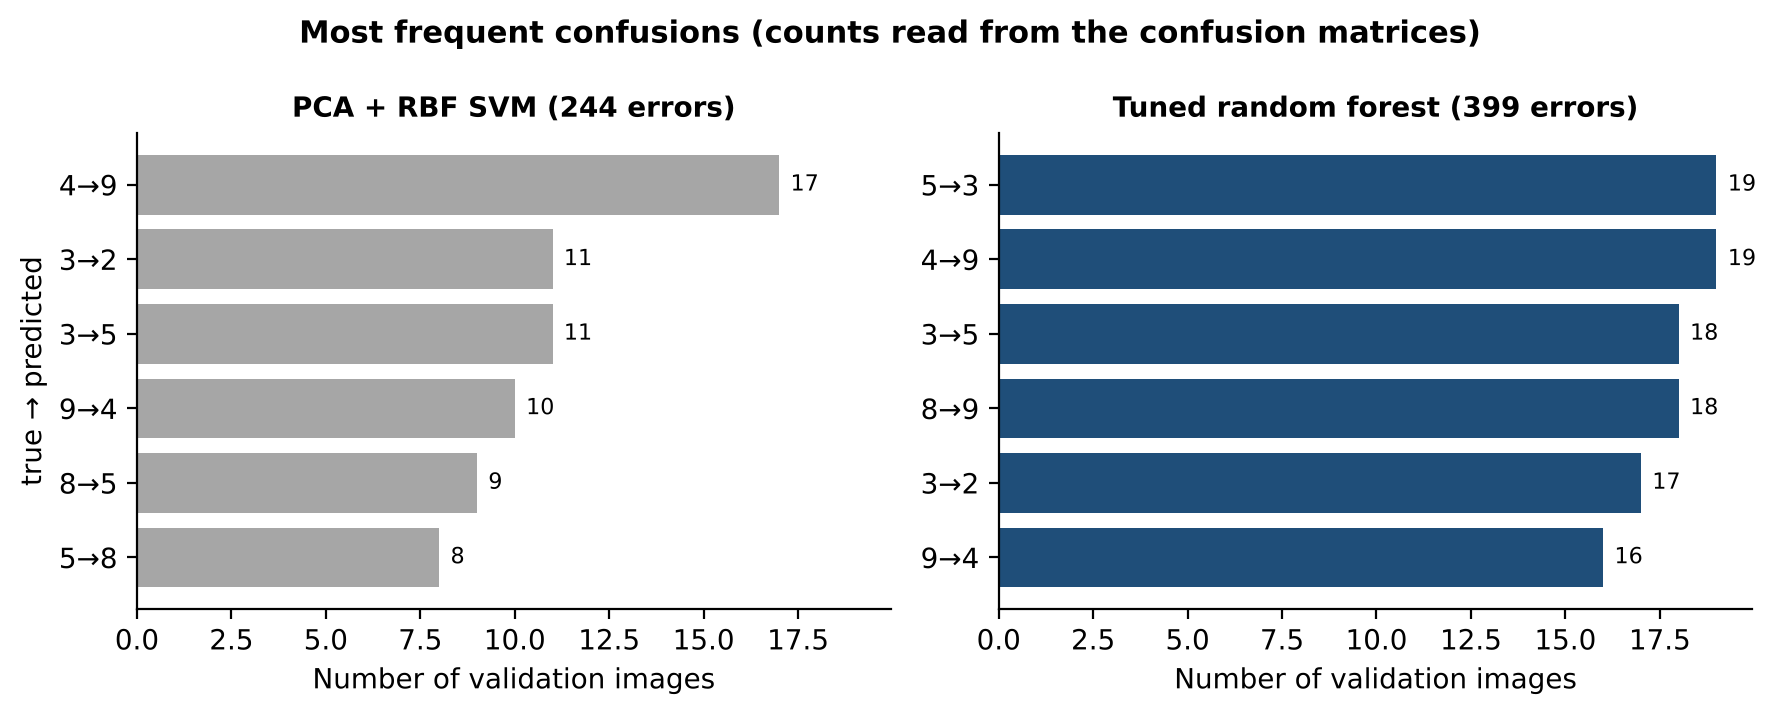 Most frequent confusions (counts read from the confusion matrices)
PCA + RBF SVM (244 errors)
true → predicted
4→9 17
3→2 11
3→5 11
9→4 10
8→5 9
5→8 8
0.0 2.5 5.0 7.5 10.0 12.5 15.0 17.5
Number of validation images
Tuned random forest (399 errors)
5→3 19
4→9 19
3→5 18
8→9 18
3→2 17
9→4 16
0.0 2.5 5.0 7.5 10.0 12.5 15.0 17.5
Number of validation images